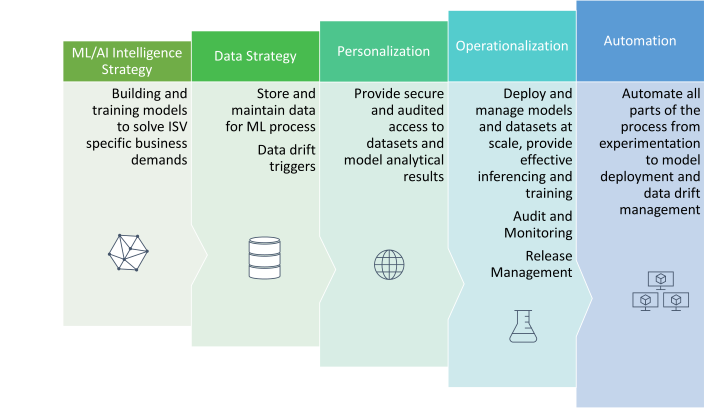 ML/AI Intelligence
Strategy
Building and
training models
to solve ISV
specific business
demands
Data Strategy
Store and
maintain data
for ML process
Data drift
triggers
Personalization
Provide secure
and audited
access to
datasets and
model analytical
results
Operationalization
Deploy and
manage models
and datasets at
scale, provide
effective
inferencing and
training
Audit and
Monitoring
Release
Management
Automation
Automate all
parts of the
process from
experimentation
to model
deployment and
data drift
management